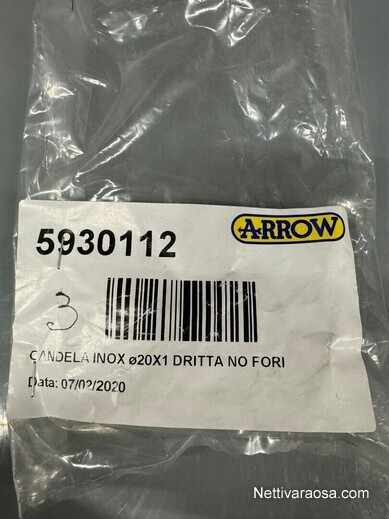 ARROW
5930112
3
CANDELA INOX ø20X1 DRITTA NO FORI
Data: 07/02/2020
Nettivaraosa.com